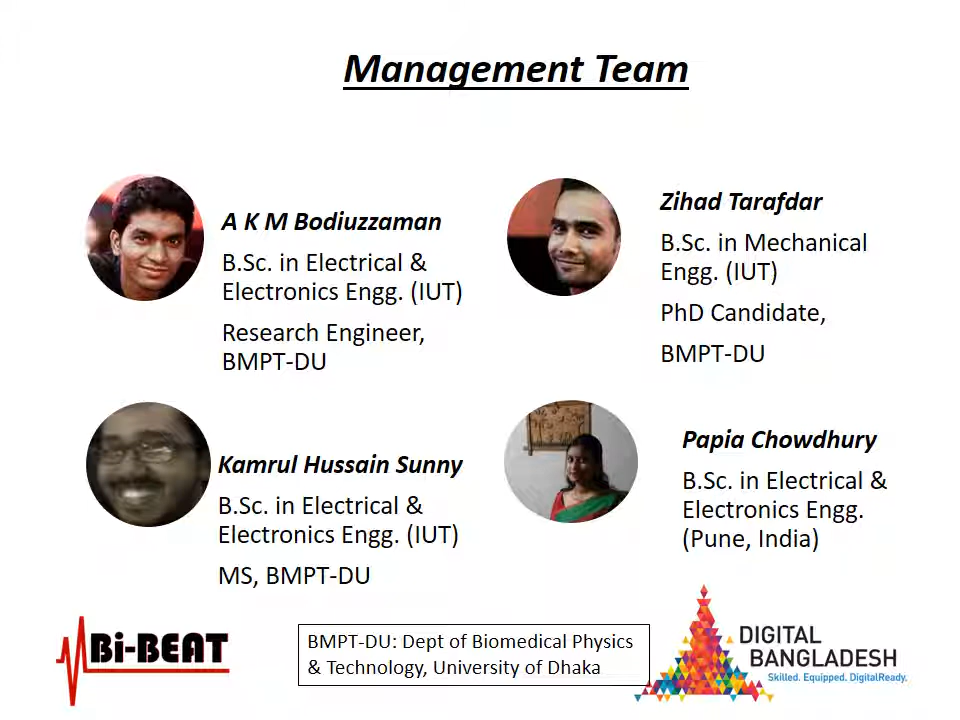 Management Team
A K M Bodiuzzaman
B.Sc. in Electrical &
Electronics Engg. (IUT)
Research Engineer,
BMPT-DU
Zihad Tarafdar
B.Sc. in Mechanical
Engg. (IUT)
PhD Candidate,
BMPT-DU
Kamrul Hussain Sunny
B.Sc. in Electrical &
Electronics Engg. (IUT)
MS, BMPT-DU
Papia Chowdhury
B.Sc. in Electrical &
Electronics Engg.
(Pune, India)
Bi-BEAT
BMPT-DU: Dept of Biomedical Physics
& Technology, University of Dhaka
DIGITAL
BANGLADESH
Skilled. Equipped. DigitalReady.